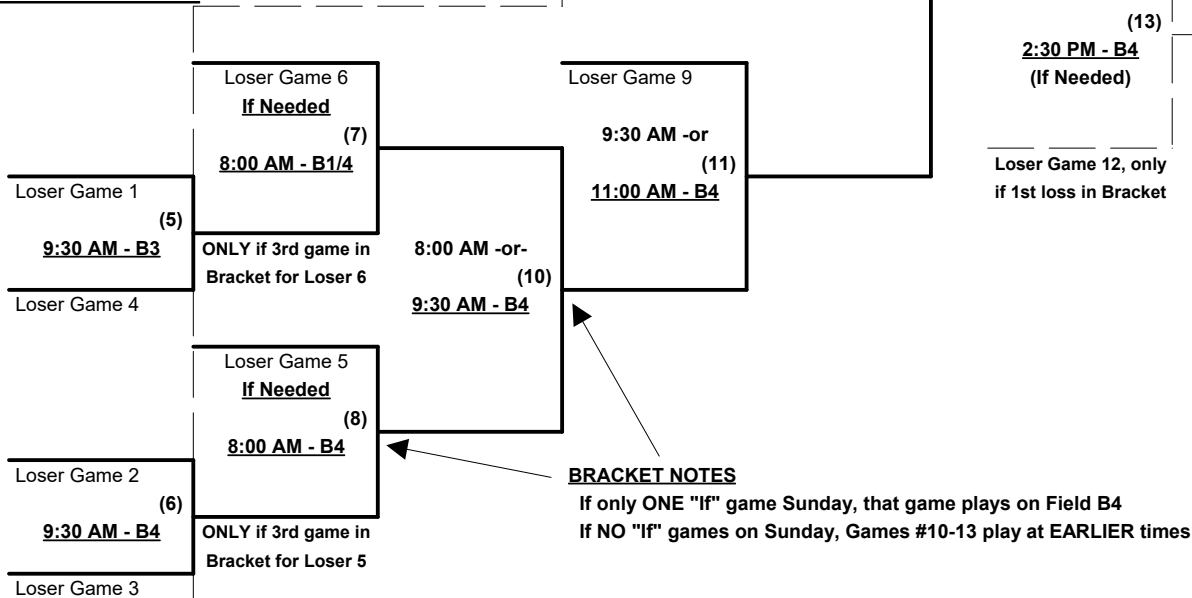 (13)
2:30 PM - B4
(If Needed)
Loser Game 12, only
if 1st loss in Bracket
Loser Game 6
If Needed
(7)
8:00 AM - B1/4
ONLY if 3rd game in
Bracket for Loser 6
Loser Game 9
9:30 AM -or
(11)
11:00 AM - B4
Loser Game 1
(5)
9:30 AM - B3
Loser Game 4
8:00 AM -or-
(10)
9:30 AM - B4
Loser Game 5
If Needed
(8)
8:00 AM - B4
ONLY if 3rd game in
Bracket for Loser 5
Loser Game 2
(6)
9:30 AM - B4
Loser Game 3
BRACKET NOTES
If only ONE "If" game Sunday, that game plays on Field B4
If NO "If" games on Sunday, Games #10-13 play at EARLIER times